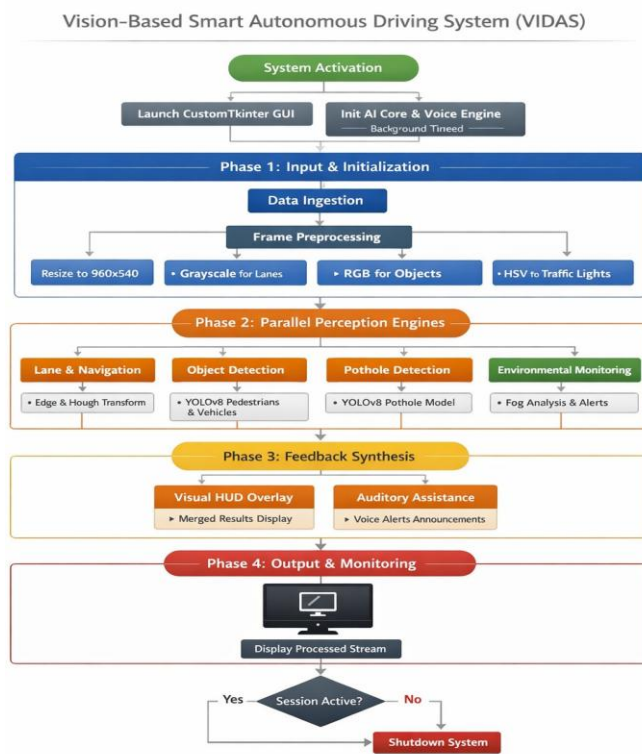 Vision-Based Smart Autonomous Driving System (VIDAS)
System Activation
Launch CustomTkinter GUI
Init AI Core & Voice Engine
Background Tineed
Phase 1: Input & Initialization
Data Ingestion
Frame Preprocessing
Resize to 960x540
• Grayscale for Lanes
▸ RGB for Objects
• HSV to Traffic Lights
Phase 2: Parallel Perception Engines
Lane & Navigation
Object Detection
Pothole Detection
Environmental Monitoring
• Edge & Hough Transform
• YOLOv8 Pedestrians
& Vehicles
• YOLOv8 Pothole Model
• Fog Analysis & Alerts
Phase 3: Feedback Synthesis
Visual HUD Overlay
Auditory Assistance
▸ Merged Results Display
▸ Voice Alerts Announcements
Phase 4: Output & Monitoring
Display Processed Stream
Yes
Session Active?
No
Shutdown System